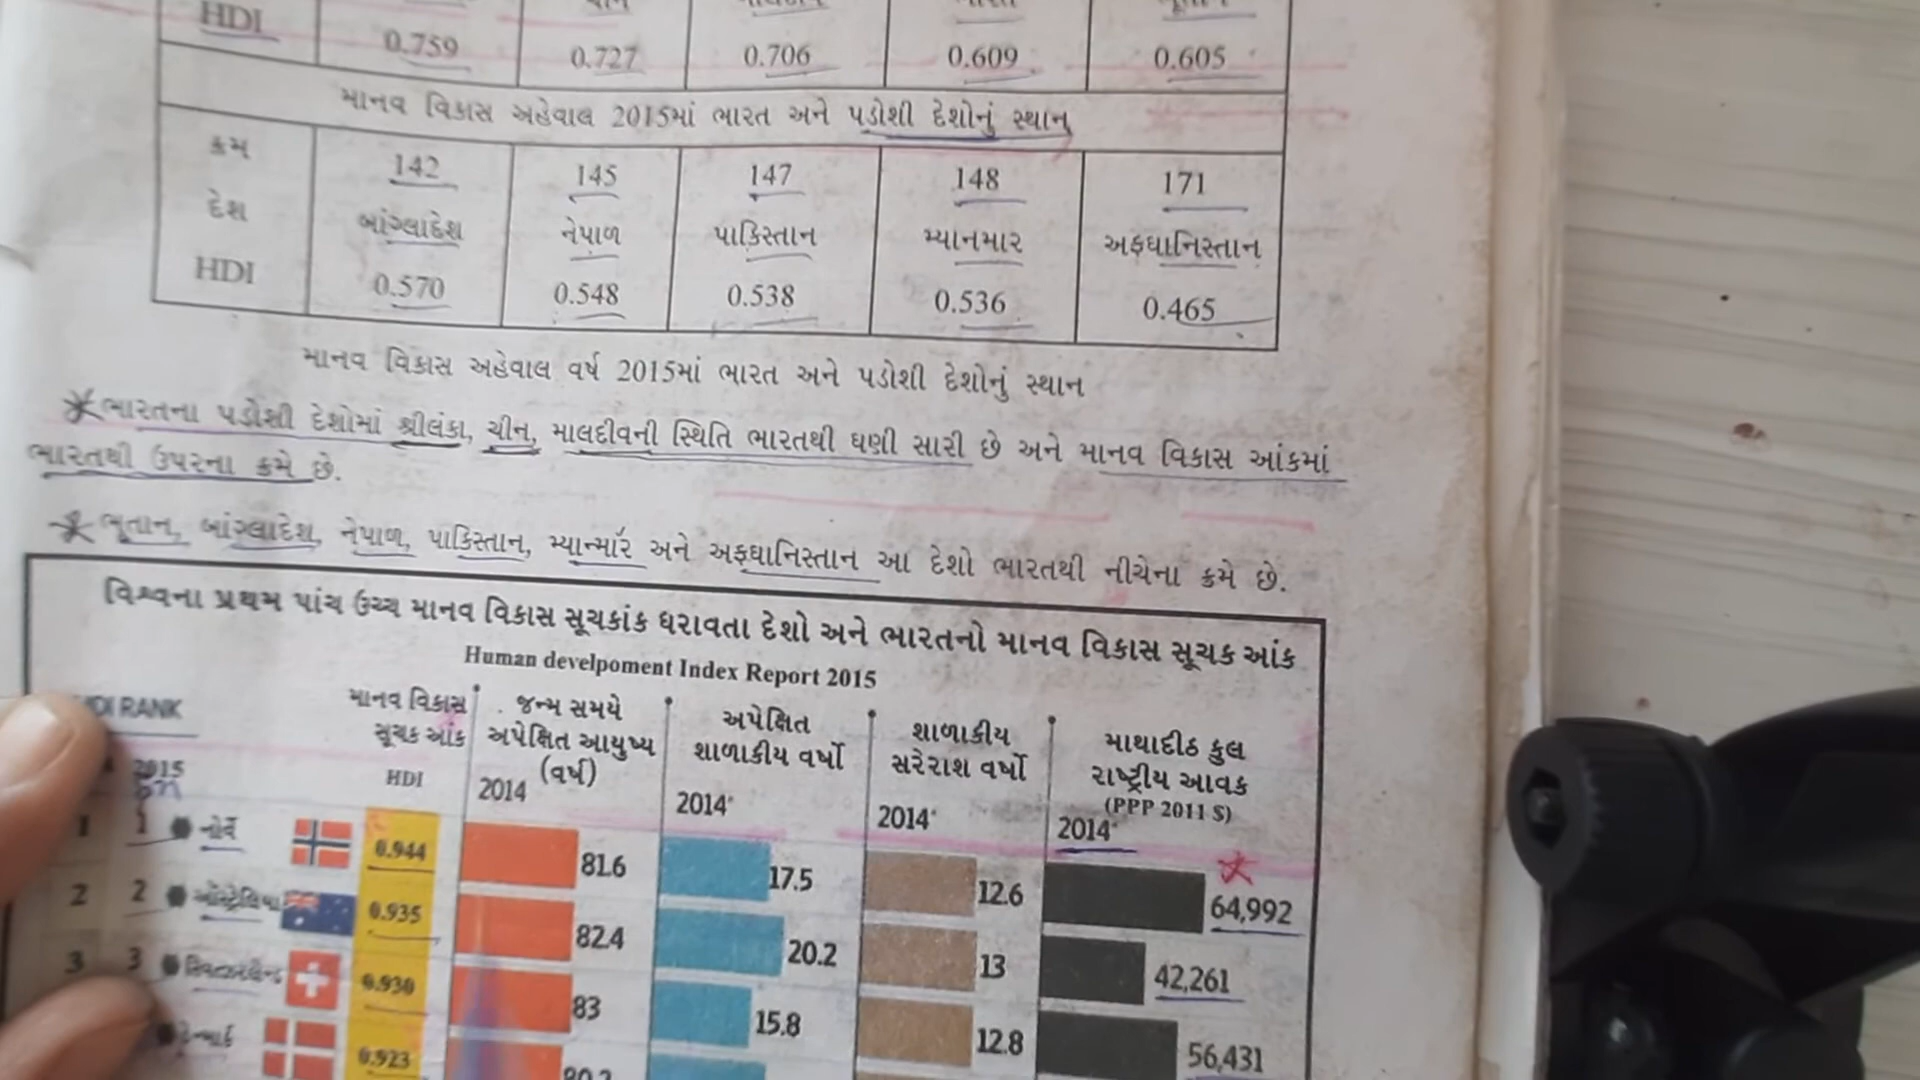 HDI 0.759 0.727 0.706 0.609 0.605
માનવ વિકાસ અહેવાલ 2015માં ભારત અને પડોશી દેશોનું સ્થાન
ક્રમ 142 145 147 148 171
દેશ બાંગ્લાદેશ નેપાળ પાકિસ્તાન મ્યાનમાર અફઘાનિસ્તાન
HDI 0.570 0.548 0.538 0.536 0.465
માનવ વિકાસ અહેવાલ વર્ષ 2015માં ભારત અને પડોશી દેશોનું સ્થાન
ભારતના પડોશી દેશોમાં શ્રીલંકા, ચીન, માલદીવની સ્થિતિ ભારતથી ઘણી સારી છે અને માનવ વિકાસ આંકમાં
ભારતથી ઉપરના ક્રમે છે.
ભૂતાન, બાંગ્લાદેશ, નેપાળ, પાકિસ્તાન, મ્યાન્માર અને અફઘાનિસ્તાન આ દેશો ભારતથી નીચેના ક્રમે છે.
વિશ્વના પ્રથમ પાંચ ઉચ્ચ માનવ વિકાસ સૂચકાંક ધરાવતા દેશો અને ભારતનો માનવ વિકાસ સૂચક આંક
Human develpoment Index Report 2015
DI RANK માનવ વિકાસ જન્મ સમયે અપેક્ષિત શાળાકીય માથાદીઠ કુલ
સૂચક આંક અપેક્ષિત આયુષ્ય શાળાકીય વર્ષો સરેરાશ વર્ષો રાષ્ટ્રીય આવક
2015 HDI (વર્ષ) (PPP 2011 $)
2014 2014* 2014* 2014*
1 1 નોર્વે 0.944 81.6 17.5 12.6 64,992
2 2 ઑસ્ટ્રેલિયા 0.935 82.4 20.2 13 42,261
3 3 સ્વિત્ઝરલૅન્ડ 0.930 83 15.8 12.8 56,431
ડેન્માર્ક 0.923